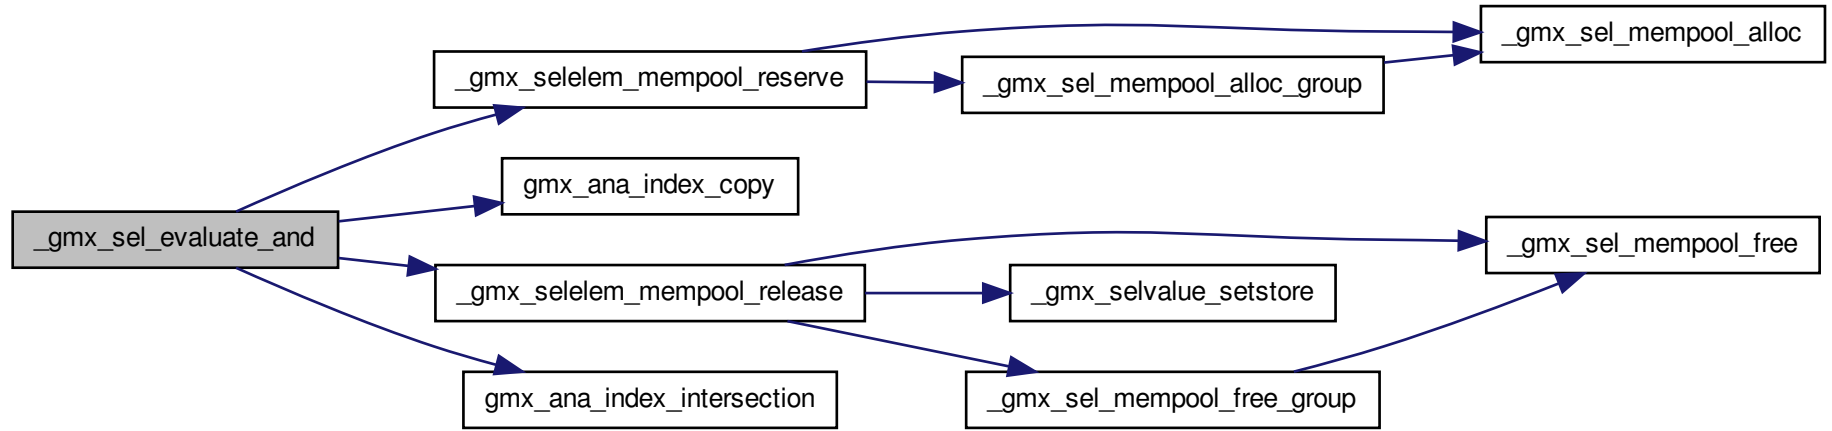 _gmx_sel_evaluate_and
_gmx_selelem_mempool_reserve
gmx_ana_index_copy
_gmx_selelem_mempool_release
gmx_ana_index_intersection
_gmx_sel_mempool_alloc_group
_gmx_selvalue_setstore
_gmx_sel_mempool_free_group
_gmx_sel_mempool_alloc
_gmx_sel_mempool_free